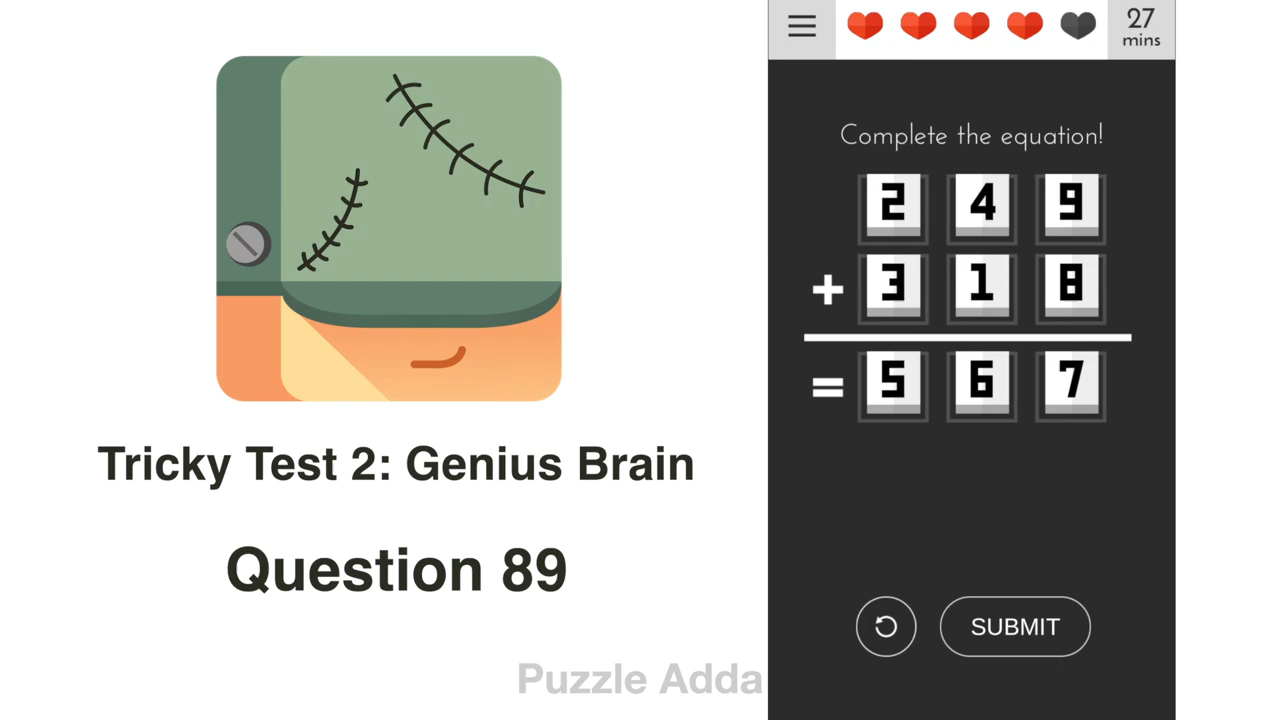 Tricky Test 2: Genius Brain
Question 89
Puzzle Adda
27
mins
Complete the equation!
2 4 9
+ 3 1 8
= 5 6 7
SUBMIT